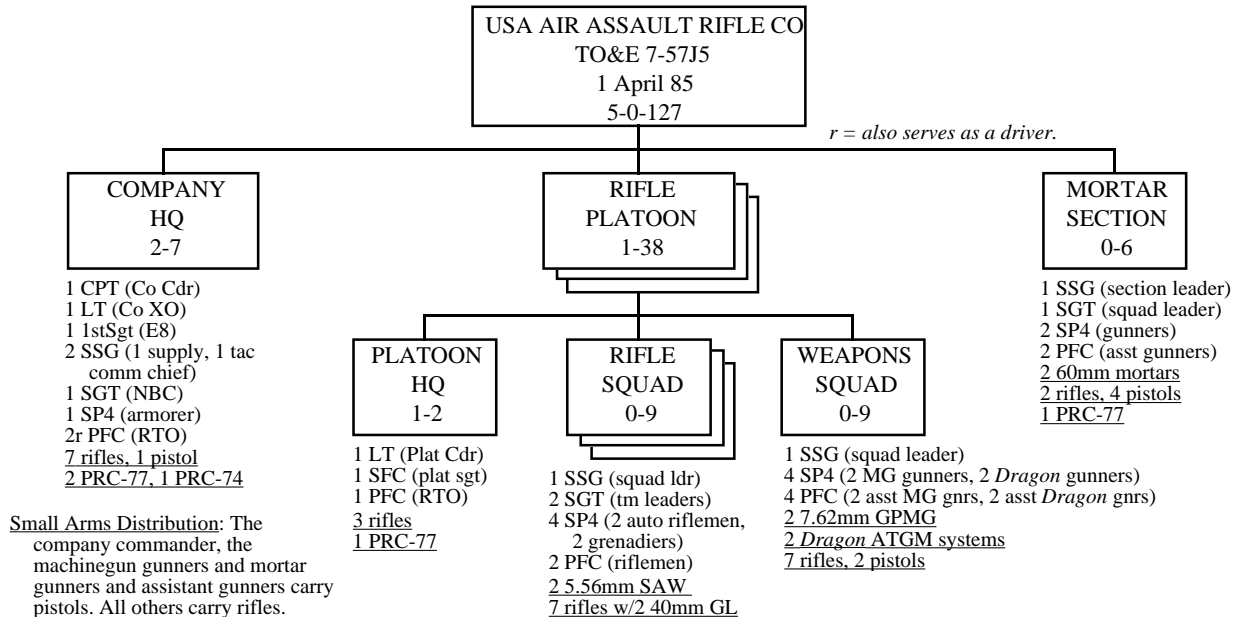 USA AIR ASSAULT RIFLE CO
TO&E 7-57J5
1 April 85
5-0-127
r = also serves as a driver.
COMPANY
HQ
2-7
1 CPT (Co Cdr)
1 LT (Co XO)
1 1stSgt (E8)
2 SSG (1 supply, 1 tac
comm chief)
1 SGT (NBC)
1 SP4 (armorer)
2r PFC (RTO)
7 rifles, 1 pistol
2 PRC-77, 1 PRC-74
Small Arms Distribution: The
company commander, the
machinegun gunners and mortar
gunners and assistant gunners carry
pistols. All others carry rifles.
RIFLE
PLATOON
1-38
PLATOON
HQ
1-2
1 LT (Plat Cdr)
1 SFC (plat sgt)
1 PFC (RTO)
3 rifles
1 PRC-77
RIFLE
SQUAD
0-9
1 SSG (squad ldr)
2 SGT (tm leaders)
4 SP4 (2 auto riflemen,
2 grenadiers)
2 PFC (riflemen)
2 5.56mm SAW
7 rifles w/2 40mm GL
WEAPONS
SQUAD
0-9
1 SSG (squad leader)
4 SP4 (2 MG gunners, 2 Dragon gunners)
4 PFC (2 asst MG gnrs, 2 asst Dragon gnrs)
2 7.62mm GPMG
2 Dragon ATGM systems
7 rifles, 2 pistols
MORTAR
SECTION
0-6
1 SSG (section leader)
1 SGT (squad leader)
2 SP4 (gunners)
2 PFC (asst gunners)
2 60mm mortars
2 rifles, 4 pistols
1 PRC-77